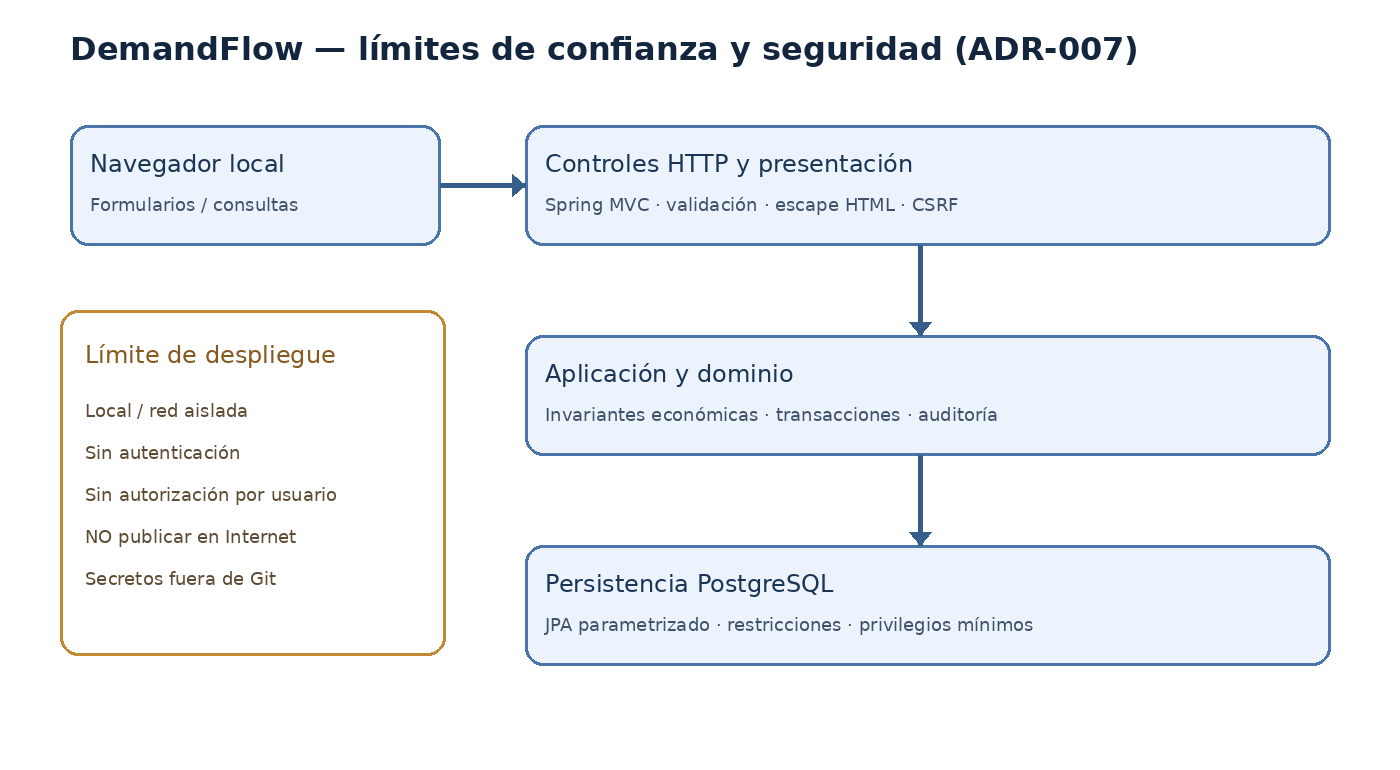 DemandFlow — límites de confianza y seguridad (ADR-007)
Navegador local
Formularios / consultas
Controles HTTP y presentación
Spring MVC · validación · escape HTML · CSRF
Límite de despliegue
Local / red aislada
Sin autenticación
Sin autorización por usuario
NO publicar en Internet
Secretos fuera de Git
Aplicación y dominio
Invariantes económicas · transacciones · auditoría
Persistencia PostgreSQL
JPA parametrizado · restricciones · privilegios mínimos